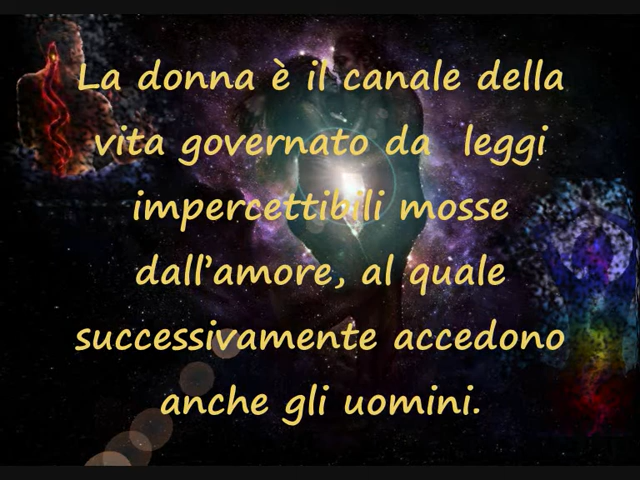 La donna è il canale della
vita governato da leggi
impercettibili mosse
dall'amore, al quale
successivamente accedono
anche gli uomini.